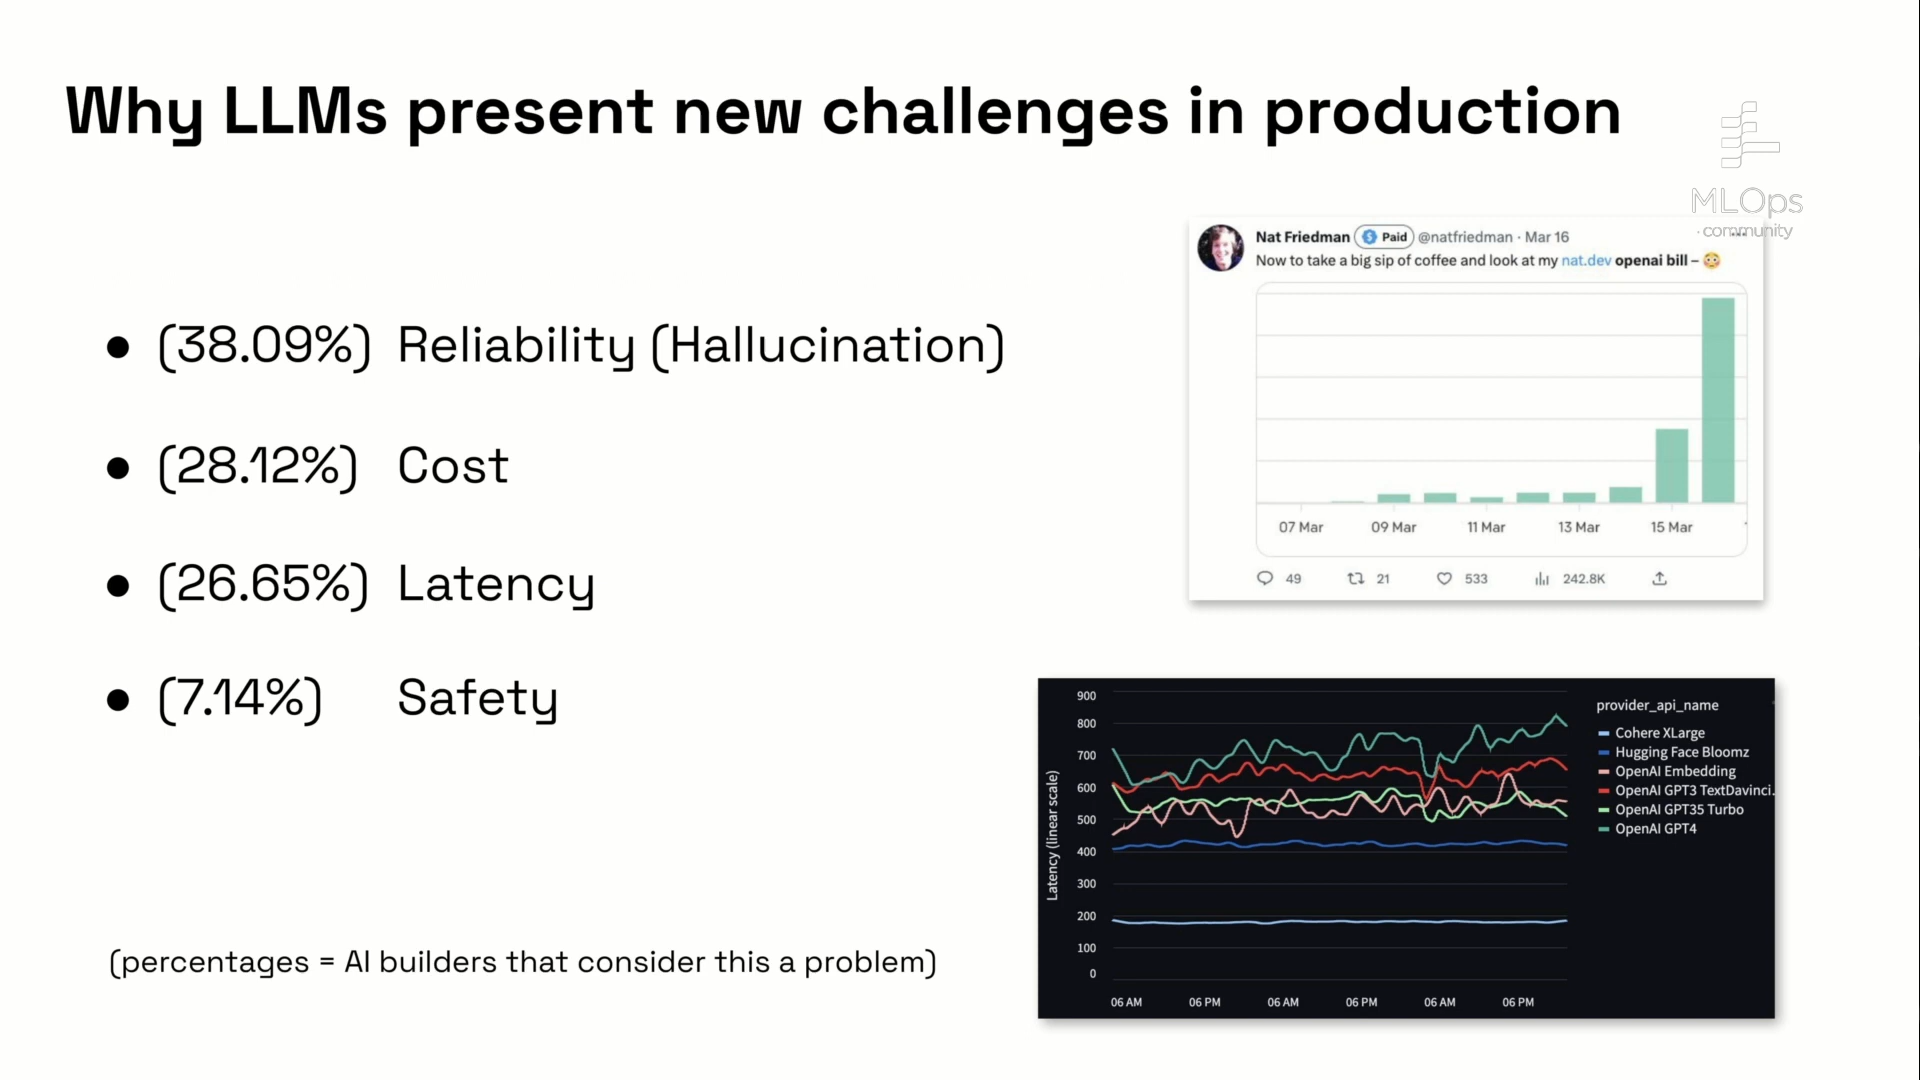 Why LLMs present new challenges in production
MLOps
community
● (38.09%) Reliability (Hallucination)
● (28.12%) Cost
● (26.65%) Latency
● (7.14%) Safety
(percentages = AI builders that consider this a problem)
Nat Friedman Paid @natfriedman · Mar 16
Now to take a big sip of coffee and look at my nat.dev openai bill – 😳
07 Mar 09 Mar 11 Mar 13 Mar 15 Mar
49 21 533 242.8K
Latency (linear scale)
900
800
700
600
500
400
300
200
100
0
06 AM 06 PM 06 AM 06 PM 06 AM 06 PM
provider_api_name
Cohere XLarge
Hugging Face Bloomz
OpenAI Embedding
OpenAI GPT3 TextDavinci.
OpenAI GPT35 Turbo
OpenAI GPT4